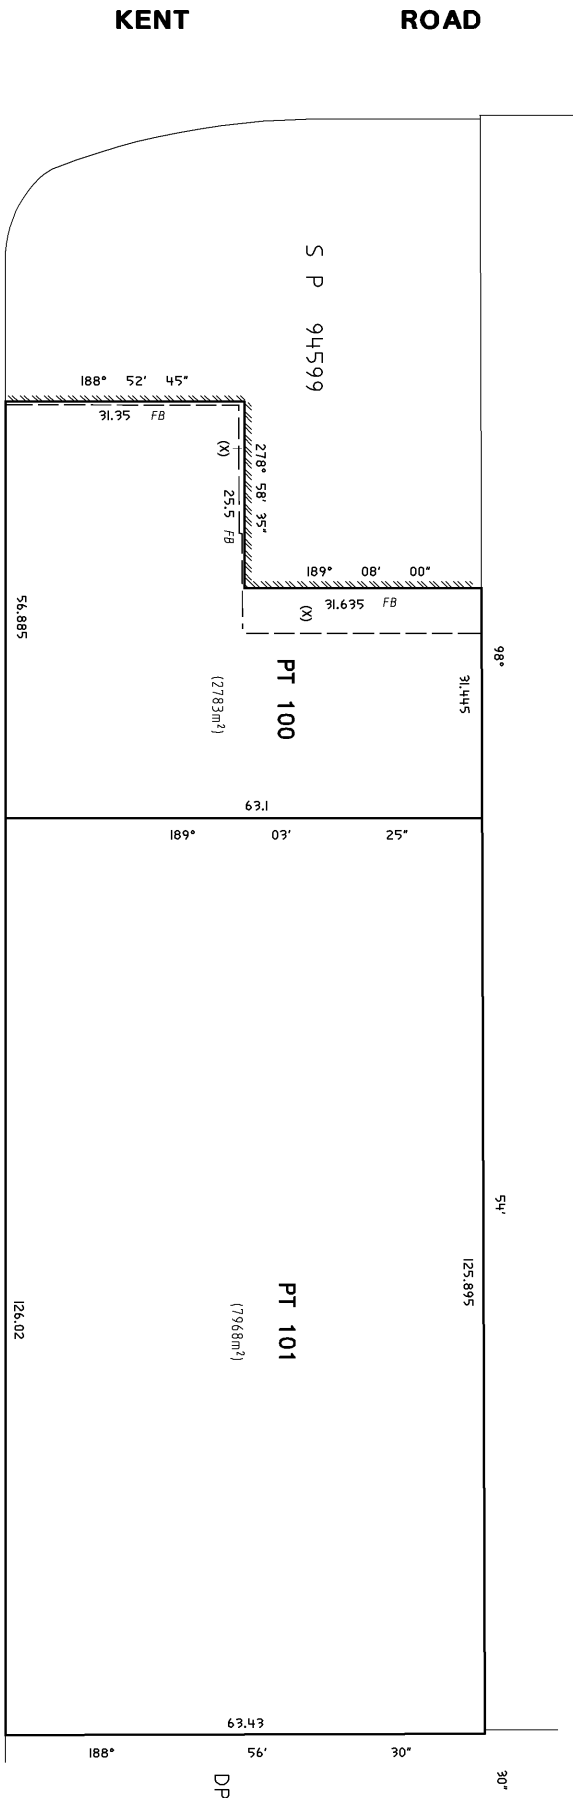 KENT ROAD
S P 94599
188° 52' 45"
31.35 FB
(X)
278° 58' 35"
25.5 FB
189° 08' 00"
31.635 FB
(X)
56.885
98° 54' 30"
31.445
PT 100
(2783m²)
63.1
189° 03' 25"
125.895
PT 101
(7968m²)
126.02
63.43
188° 56' 30"
DP